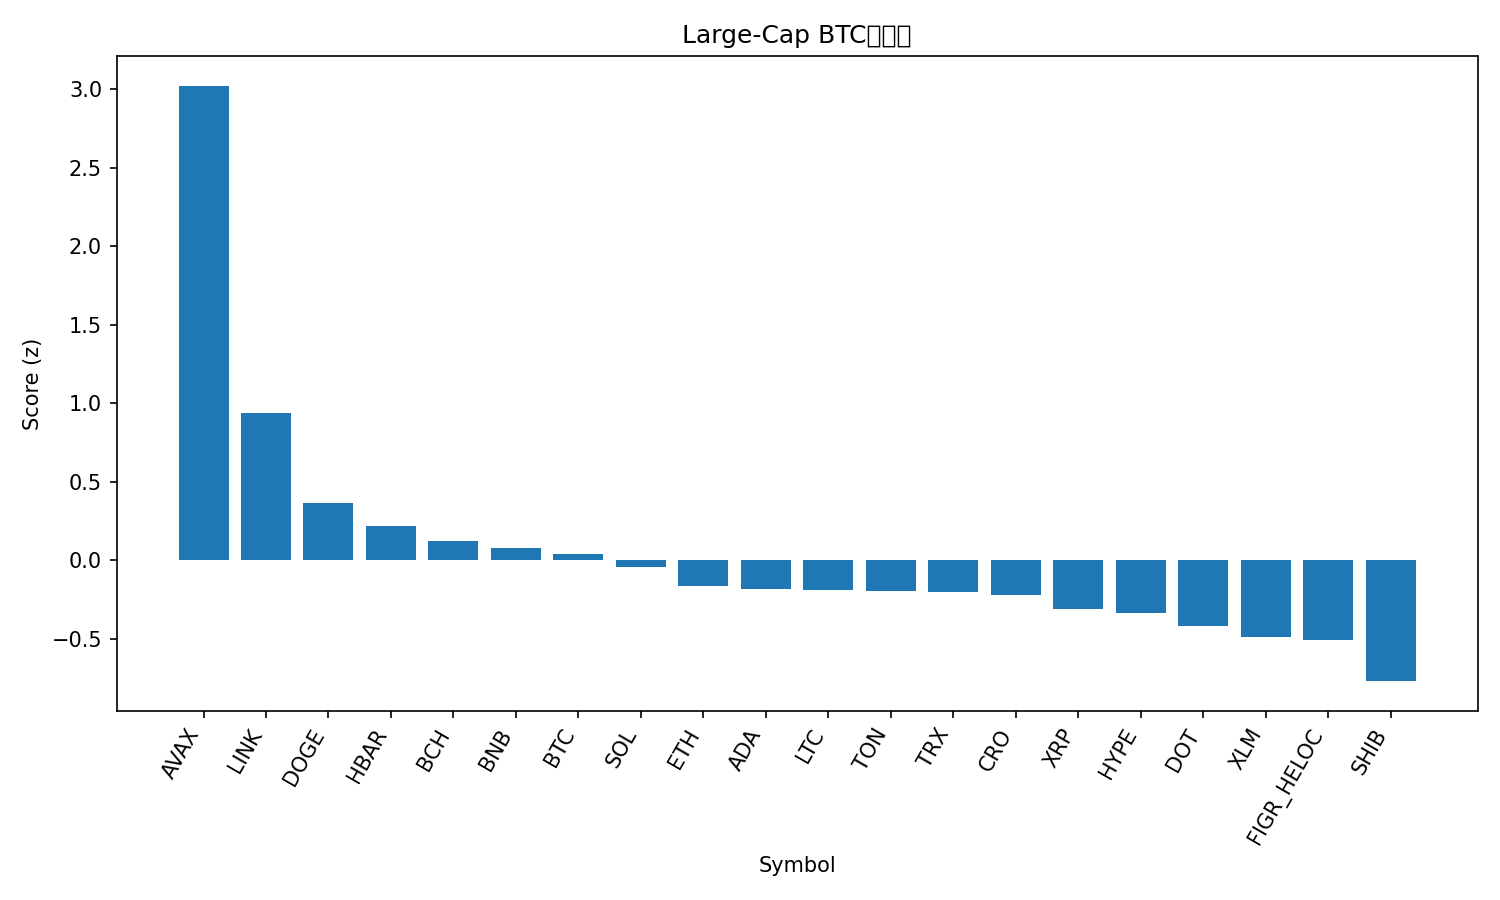 Large-Cap BTC
Score (z)
3.0
2.5
2.0
1.5
1.0
0.5
0.0
−0.5
AVAX
LINK
DOGE
HBAR
BCH
BNB
BTC
SOL
ETH
ADA
LTC
TON
TRX
CRO
XRP
HYPE
DOT
XLM
FIGR_HELOC
SHIB
Symbol